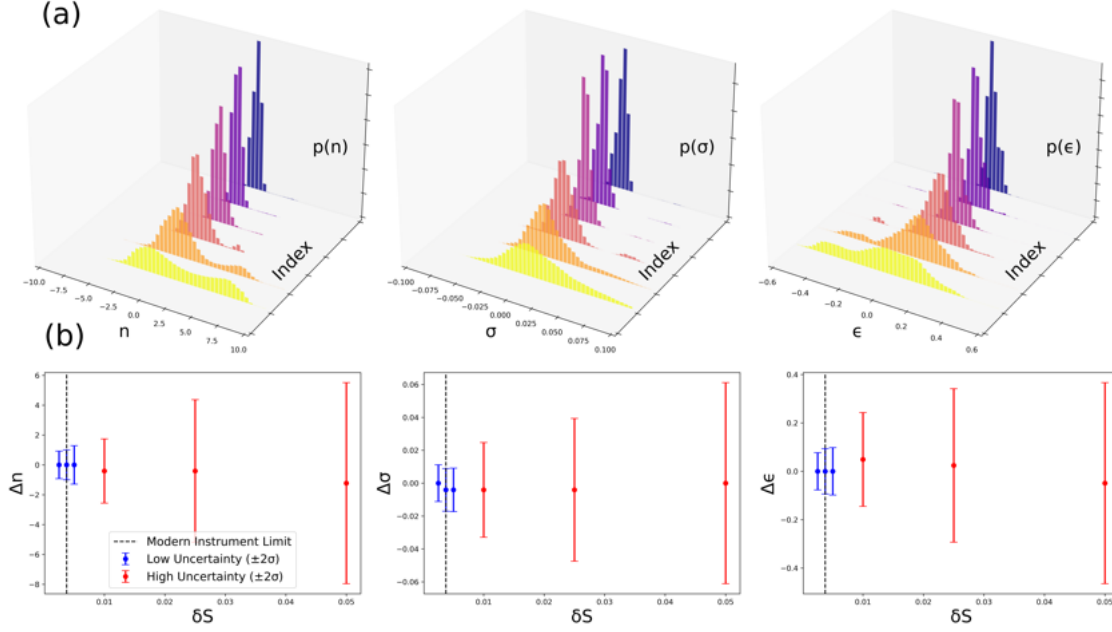 (a)
p(n)
p(σ)
p(ϵ)
Index
Index
Index
−10.0 −7.5 −5.0 −2.5 0.0 2.5 5.0 7.5 10.0
n
−0.100 −0.075 −0.050 −0.025 0.000 0.025 0.050 0.075 0.100
σ
−0.6 −0.4 −0.2 0.0 0.2 0.4 0.6
ϵ
(b)
6
4
2
0
−2
−4
−6
−8
Δn
0.01 0.02 0.03 0.04 0.05
δS
Modern Instrument Limit
Low Uncertainty (±2σ)
High Uncertainty (±2σ)
0.06
0.04
0.02
0.00
−0.02
−0.04
−0.06
Δσ
0.01 0.02 0.03 0.04 0.05
δS
0.4
0.2
0.0
−0.2
−0.4
Δϵ
0.01 0.02 0.03 0.04 0.05
δS